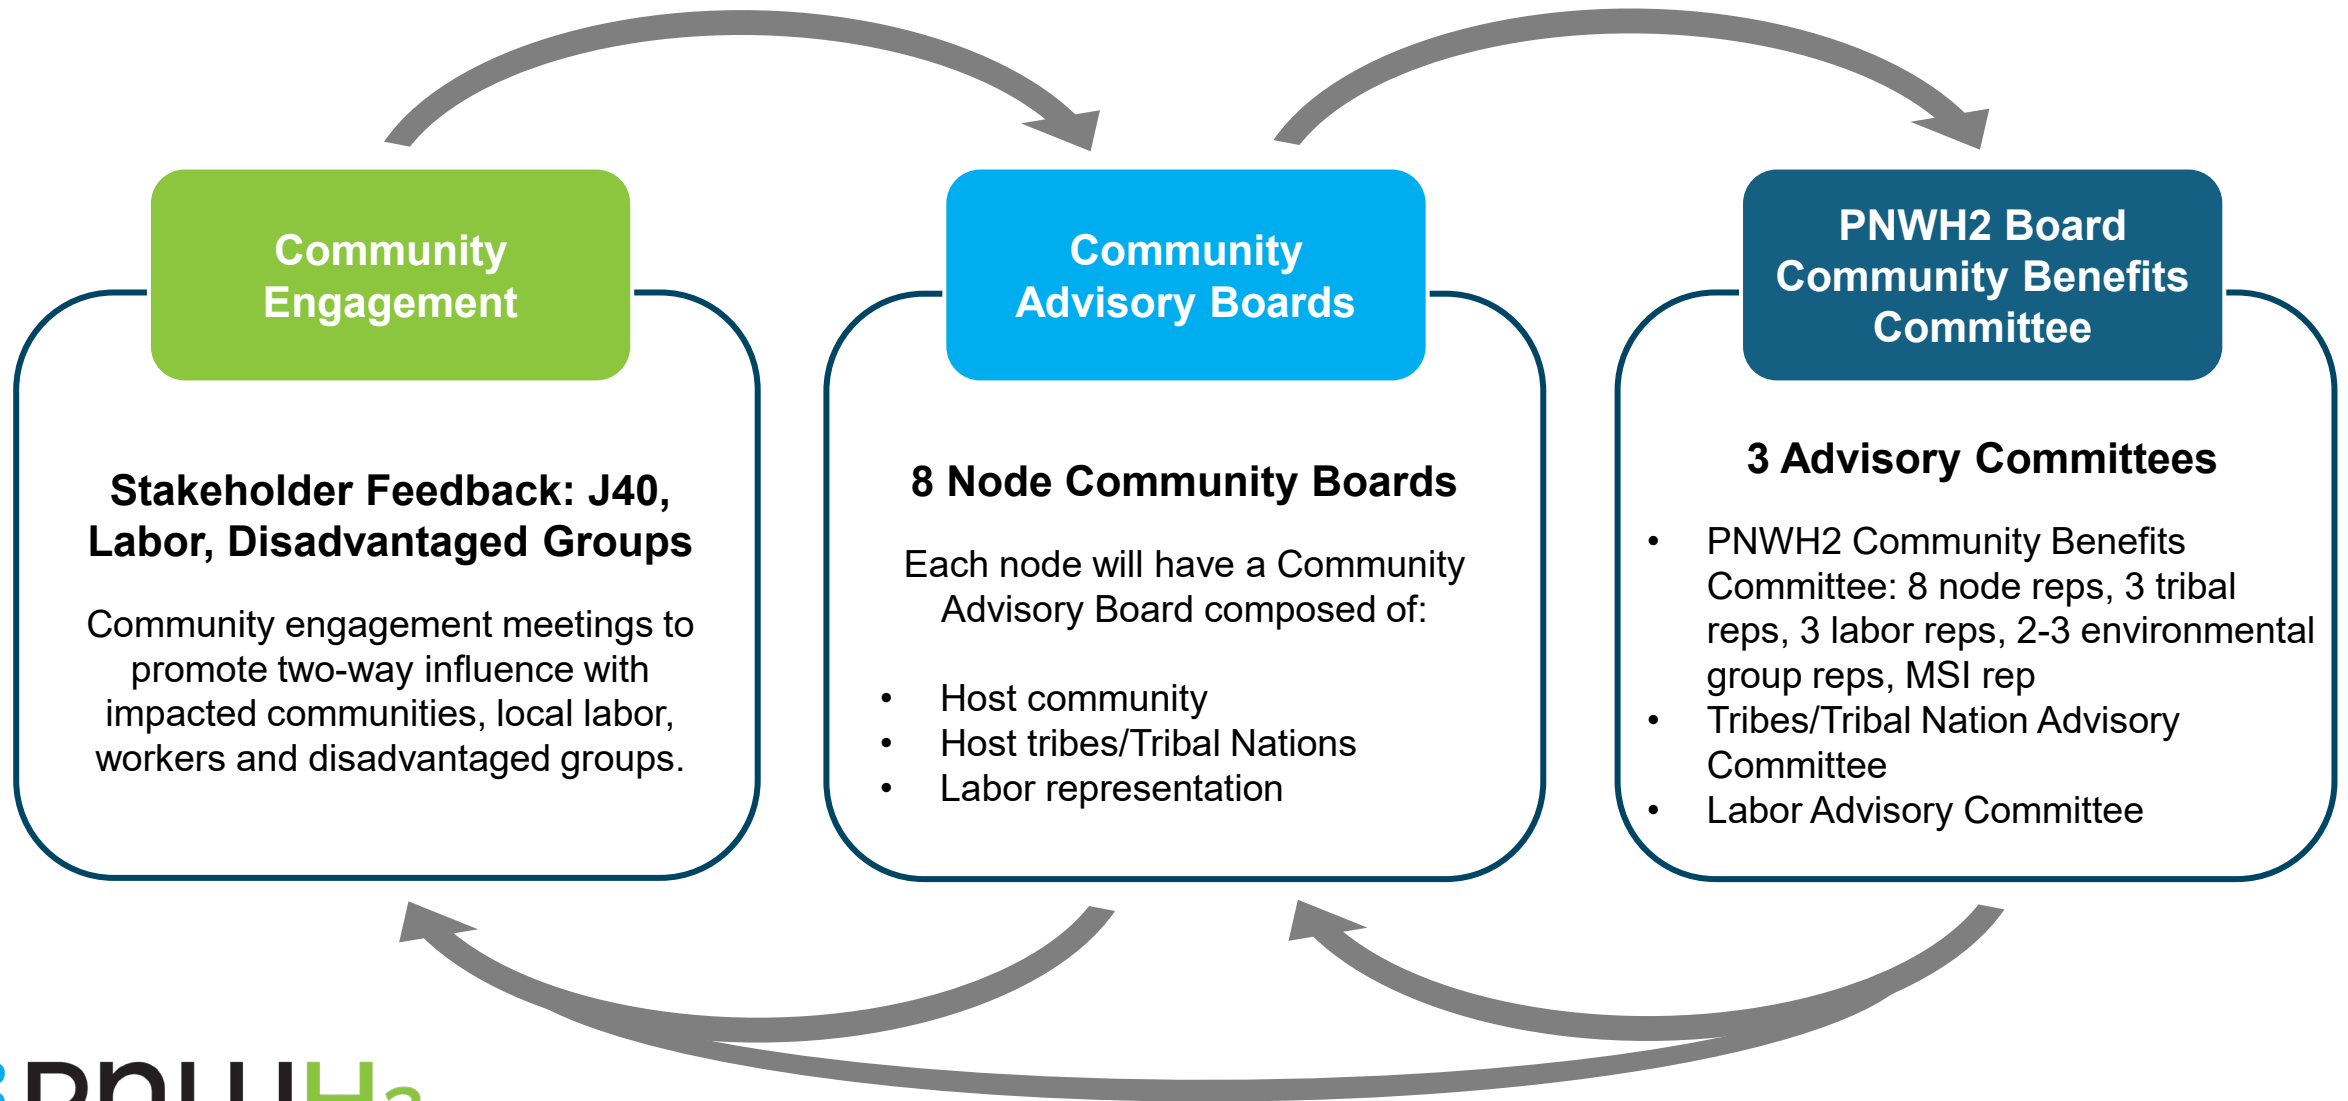 Community
Engagement
Stakeholder Feedback: J40,
Labor, Disadvantaged Groups
Community engagement meetings to
promote two-way influence with
impacted communities, local labor,
workers and disadvantaged groups.
Community
Advisory Boards
8 Node Community Boards
Each node will have a Community
Advisory Board composed of:
• Host community
• Host tribes/Tribal Nations
• Labor representation
PNWH2 Board
Community Benefits
Committee
3 Advisory Committees
• PNWH2 Community Benefits
Committee: 8 node reps, 3 tribal
reps, 3 labor reps, 2-3 environmental
group reps, MSI rep
• Tribes/Tribal Nation Advisory
Committee
• Labor Advisory Committee
PNWH2